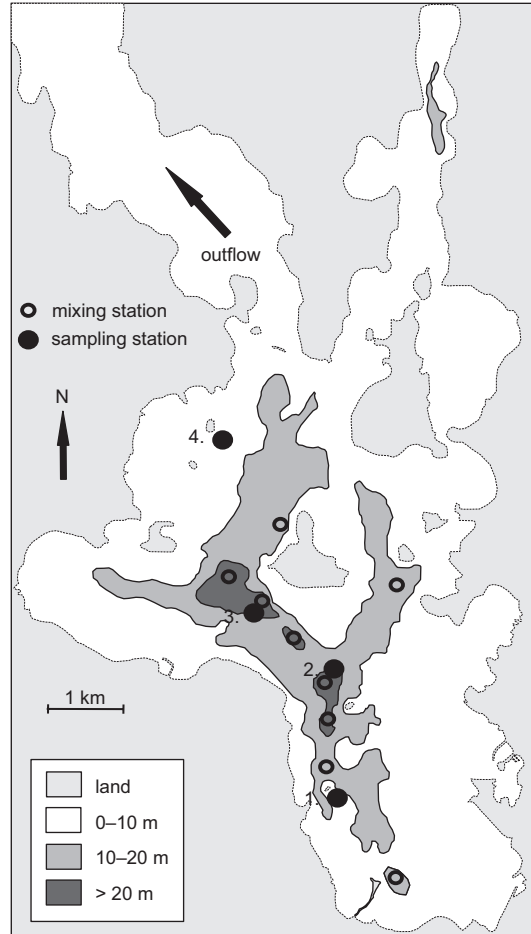 outflow
mixing station
sampling station
N
4.
3.
2.
1 km
1.
land
0–10 m
10–20 m
> 20 m